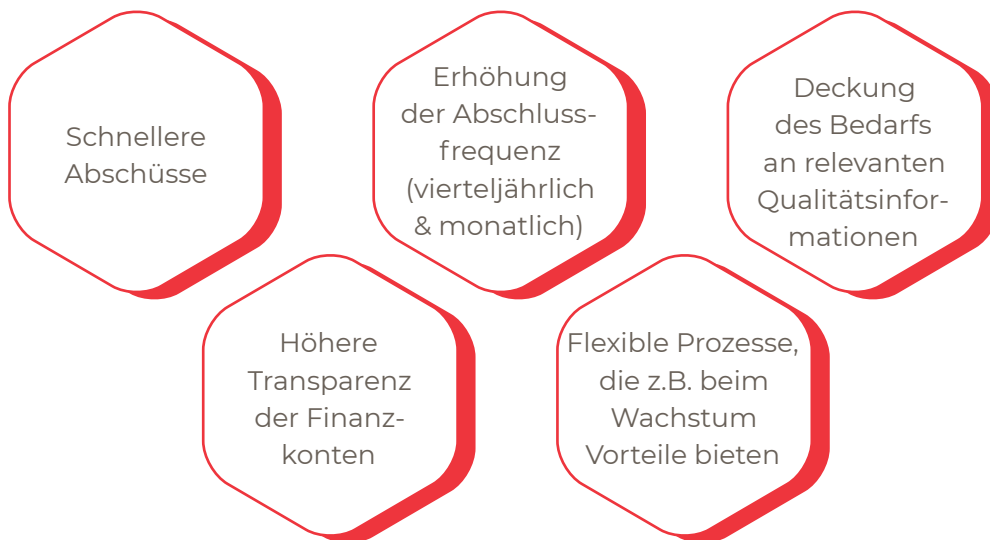 Schnellere
Abschüsse
Erhöhung
der Abschluss-
frequenz
(vierteljährlich
& monatlich)
Deckung
des Bedarfs
an relevanten
Qualitätsinfor-
mationen
Höhere
Transparenz
der Finanz-
konten
Flexible Prozesse,
die z.B. beim
Wachstum
Vorteile bieten